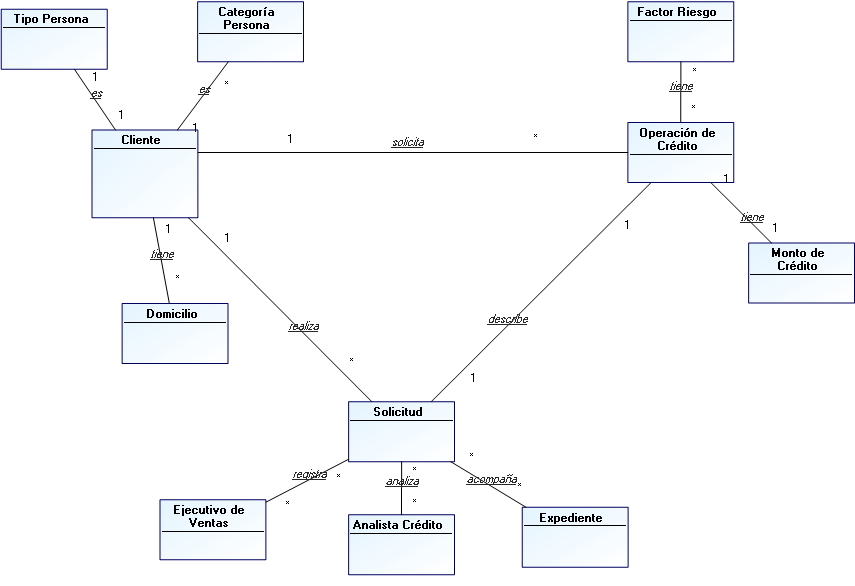 Tipo Persona
Categoría
Persona
Factor Riesgo
1
*
*
es
es
tiene
1
*
1
Cliente
Operación de
Crédito
1
*
solicita
1
1
1
1
tiene
1
Monto de
Crédito
tiene
*
Domicilio
describe
realiza
*
1
Solicitud
*
*
registra
*
analiza
acompaña
*
*
*
Ejecutivo de
Ventas
Analista Crédito
Expediente